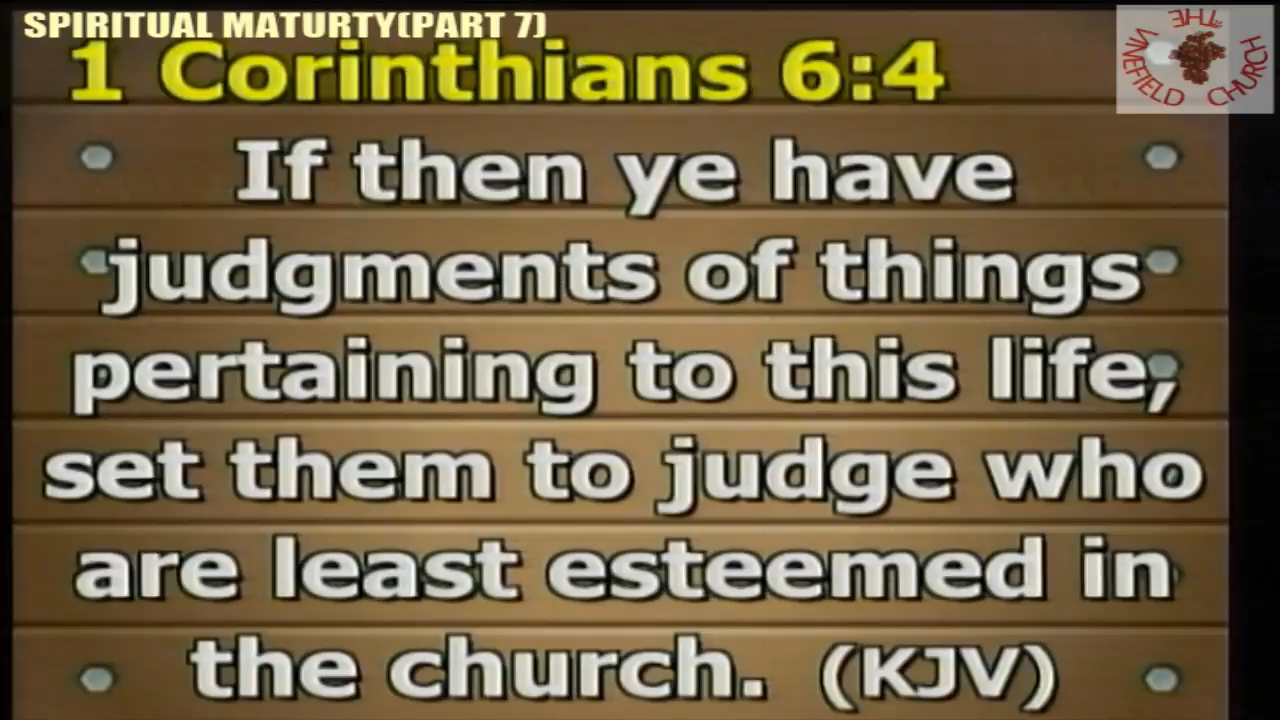 SPIRITUAL MATURTY(PART 7)
1 Corinthians 6:4
THE VINEFIELD CHURCH
If then ye have
judgments of things
pertaining to this life,
set them to judge who
are least esteemed in
the church. (KJV)